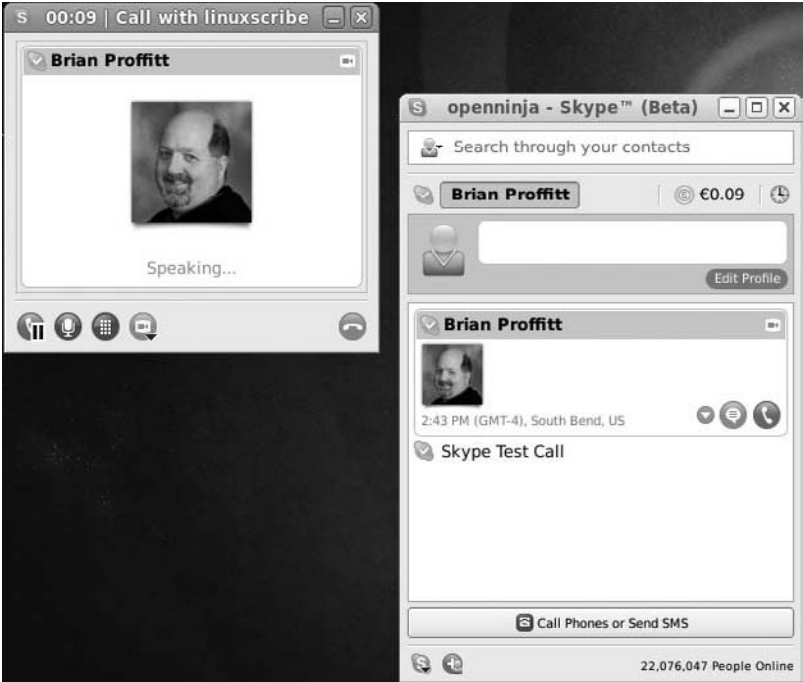 00:09 | Call with linuxscribe
Brian Proffitt
Speaking...
openninja - Skype™ (Beta)
Search through your contacts
Brian Proffitt
€0.09
Edit Profile
Brian Proffitt
2:43 PM (GMT-4), South Bend, US
Skype Test Call
Call Phones or Send SMS
22,076,047 People Online